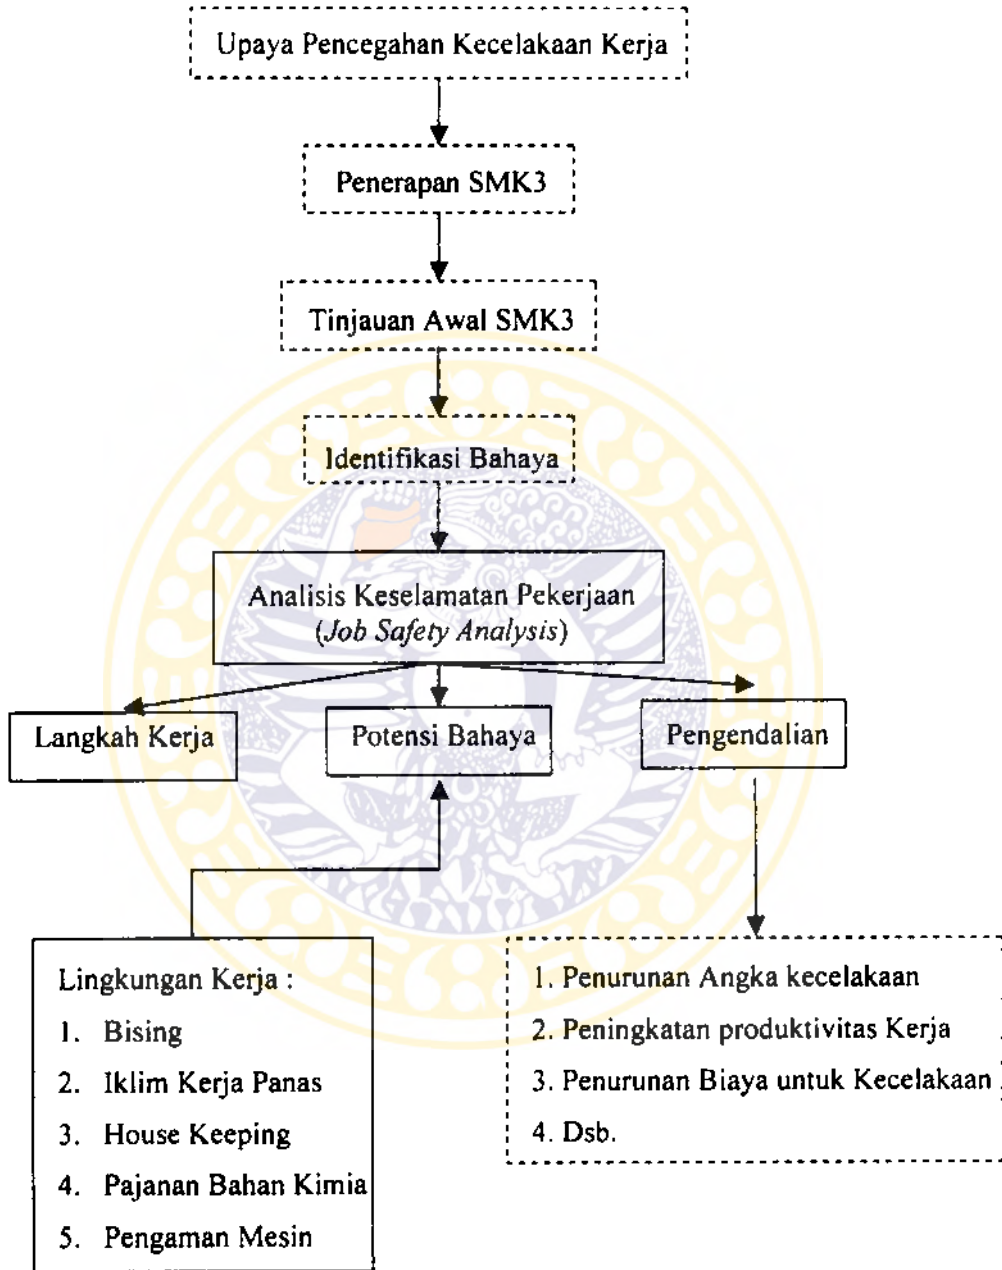 Upaya Pencegahan Kecelakaan Kerja
Penerapan SMK3
Tinjauan Awal SMK3
Identifikasi Bahaya
Analisis Keselamatan Pekerjaan
(Job Safety Analysis)
Langkah Kerja
Potensi Bahaya
Pengendalian
Lingkungan Kerja :
1. Bising
2. Iklim Kerja Panas
3. House Keeping
4. Pajanan Bahan Kimia
5. Pengaman Mesin
1. Penurunan Angka kecelakaan
2. Peningkatan produktivitas Kerja
3. Penurunan Biaya untuk Kecelakaan
4. Dsb.